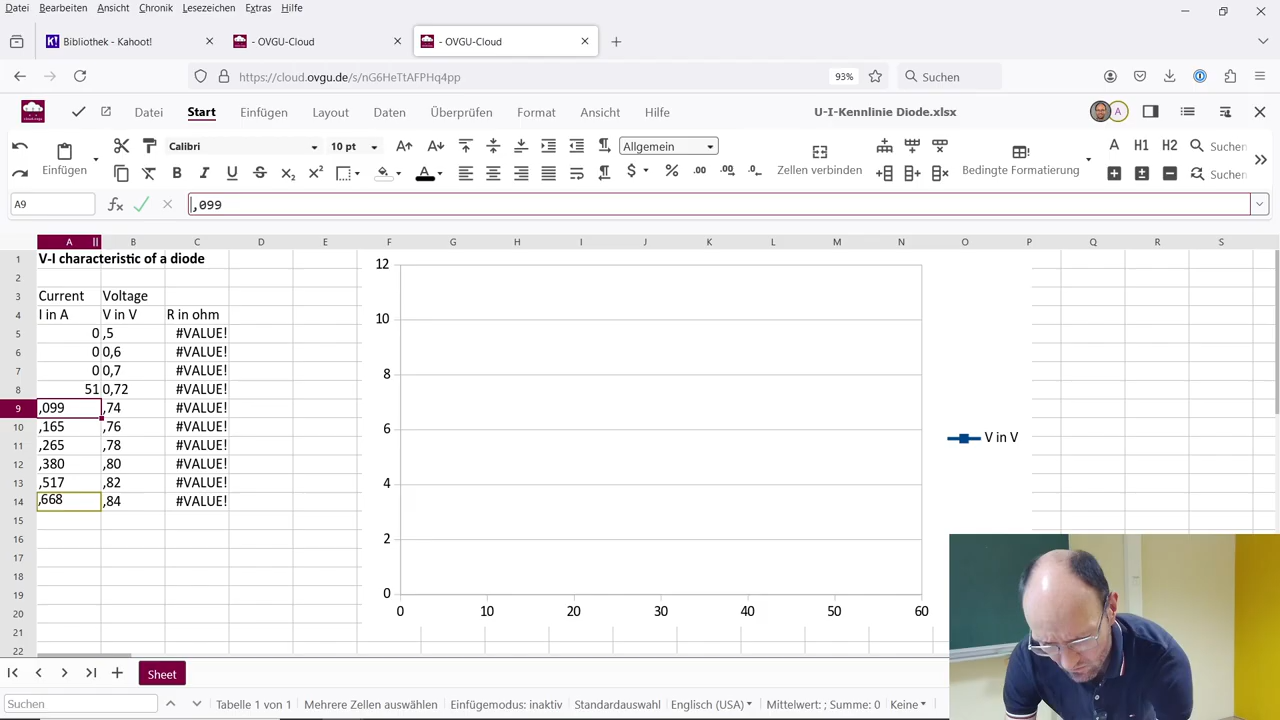 Datei Bearbeiten Ansicht Chronik Lesezeichen Extras Hilfe
Bibliothek - Kahoot! - OVGU-Cloud - OVGU-Cloud
https://cloud.ovgu.de/s/nG6HeTtAFPHq4pp 93% Suchen
Datei Start Einfügen Layout Daten Überprüfen Format Ansicht Hilfe U-I-Kennlinie Diode.xlsx A
Einfügen Calibri 10 pt Allgemein Zellen verbinden Bedingte Formatierung H1 H2 Suchen
Suchen
A9 ,099
A B C D E F G H I J K L M N O P Q R S
1 V-I characteristic of a diode
2
3 Current Voltage
4 I in A V in V R in ohm
5 0 ,5 #VALUE!
6 0 0,6 #VALUE!
7 0 0,7 #VALUE!
8 51 0,72 #VALUE!
9 ,099 ,74 #VALUE!
10 ,165 ,76 #VALUE!
11 ,265 ,78 #VALUE!
12 ,380 ,80 #VALUE!
13 ,517 ,82 #VALUE!
14 ,668 ,84 #VALUE!
15
16
17
18
19
20
21
22
12
10
8
6
4
2
0
0 10 20 30 40 50 60
V in V
Sheet
Suchen Tabelle 1 von 1 Mehrere Zellen auswählen Einfügemodus: inaktiv Standardauswahl Englisch (USA) Mittelwert: ; Summe: 0 Keine